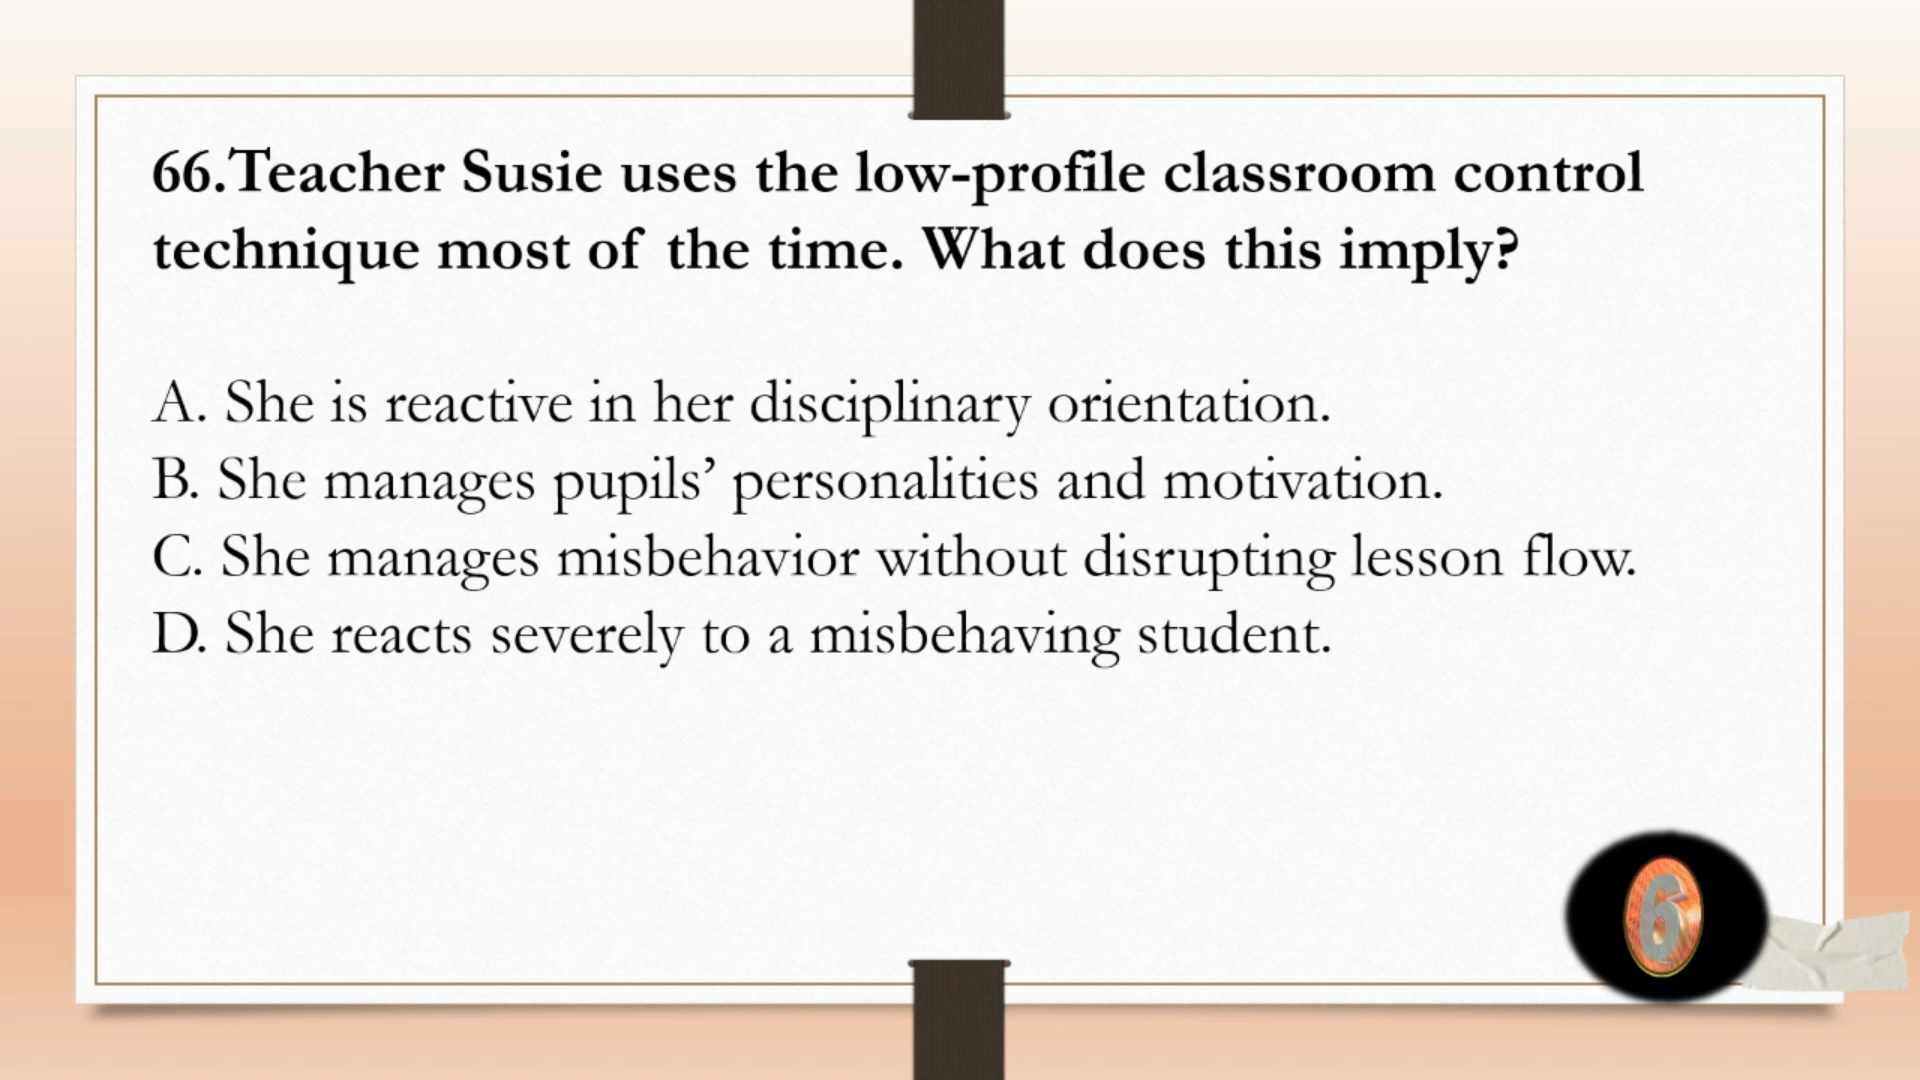 66.Teacher Susie uses the low-profile classroom control
technique most of the time. What does this imply?
A. She is reactive in her disciplinary orientation.
B. She manages pupils’ personalities and motivation.
C. She manages misbehavior without disrupting lesson flow.
D. She reacts severely to a misbehaving student.
6